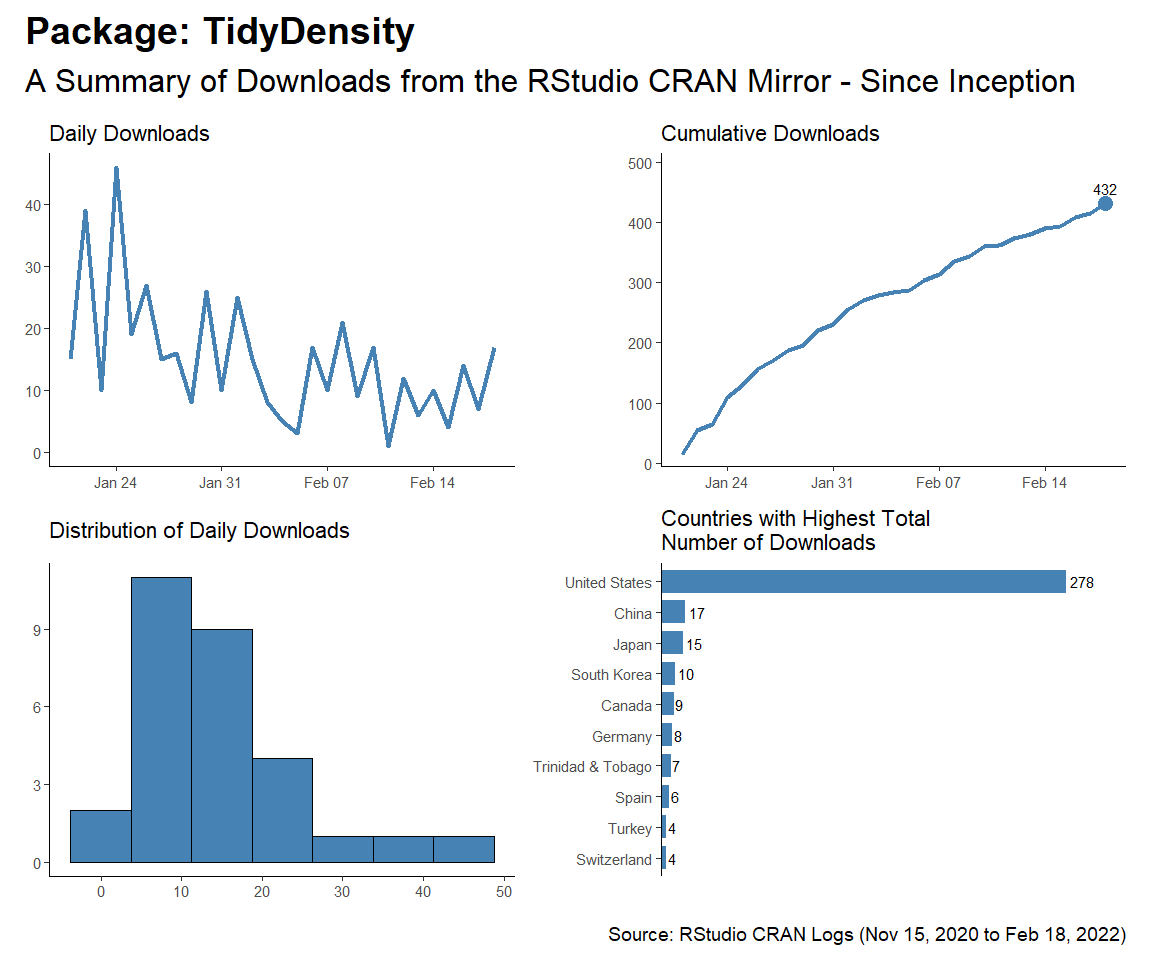 Package: TidyDensity
A Summary of Downloads from the RStudio CRAN Mirror - Since Inception
Daily Downloads
40
30
20
10
0
Jan 24 Jan 31 Feb 07 Feb 14
Cumulative Downloads
500
400
300
200
100
0
432
Jan 24 Jan 31 Feb 07 Feb 14
Distribution of Daily Downloads
9
6
3
0
0 10 20 30 40 50
Countries with Highest Total
Number of Downloads
United States 278
China 17
Japan 15
South Korea 10
Canada 9
Germany 8
Trinidad & Tobago 7
Spain 6
Turkey 4
Switzerland 4
Source: RStudio CRAN Logs (Nov 15, 2020 to Feb 18, 2022)